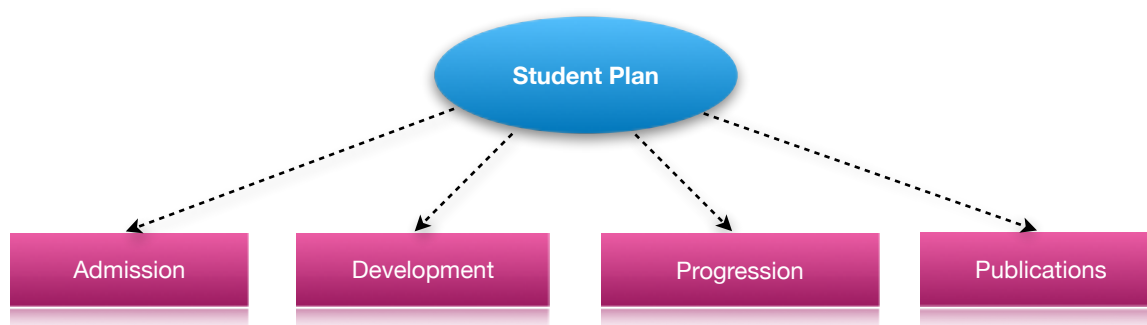 Student Plan
Admission
Development
Progression
Publications